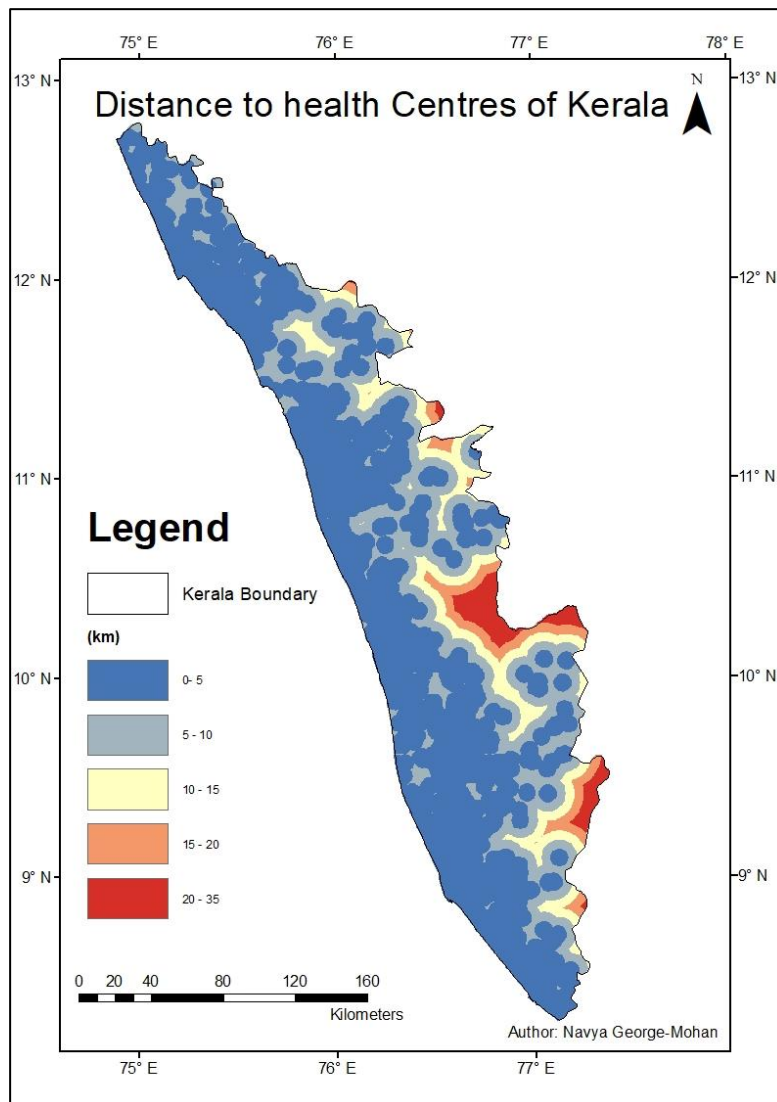 75° E 76° E 77° E 78° E
13° N 13° N
N
Distance to health Centres of Kerala
12° N 12° N
11° N 11° N
Legend
Kerala Boundary
(km)
10° N 10° N
0- 5
5 - 10
10 - 15
15 - 20
9° N 9° N
20 - 35
0 20 40 80 120 160
Kilometers
Author: Navya George-Mohan
75° E 76° E 77° E